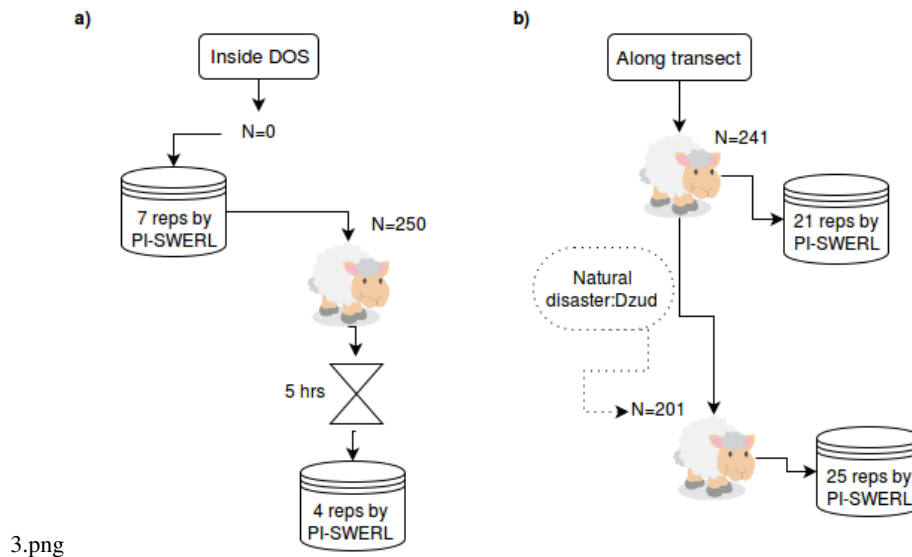 a)
Inside DOS
N=0
7 reps by
PI-SWERL
N=250
5 hrs
4 reps by
PI-SWERL
b)
Along transect
N=241
21 reps by
PI-SWERL
Natural
disaster:Dzud
N=201
25 reps by
PI-SWERL
3.png